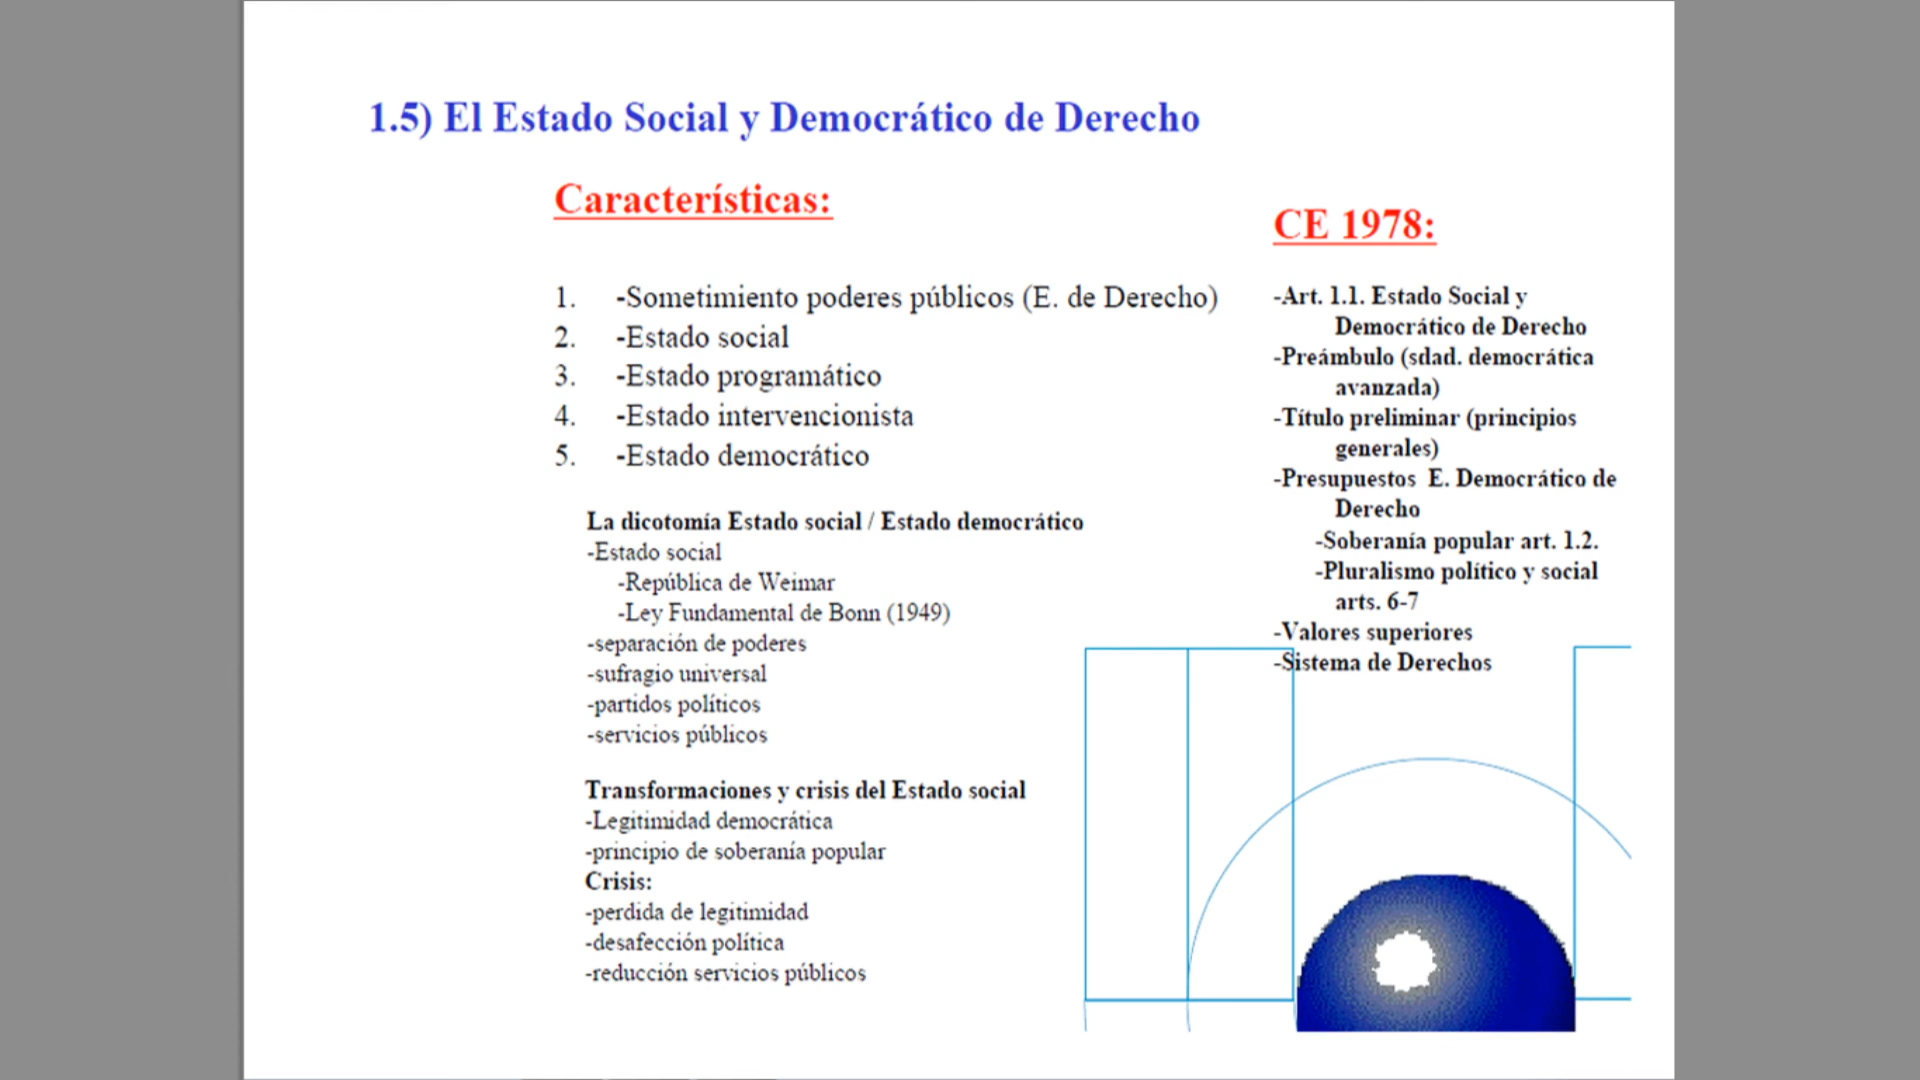 1.5) El Estado Social y Democrático de Derecho
Características:
1. -Sometimiento poderes públicos (E. de Derecho)
2. -Estado social
3. -Estado programático
4. -Estado intervencionista
5. -Estado democrático
La dicotomía Estado social / Estado democrático
-Estado social
-República de Weimar
-Ley Fundamental de Bonn (1949)
-separación de poderes
-sufragio universal
-partidos políticos
-servicios públicos
Transformaciones y crisis del Estado social
-Legitimidad democrática
-principio de soberanía popular
Crisis:
-perdida de legitimidad
-desafección política
-reducción servicios públicos
CE 1978:
-Art. 1.1. Estado Social y
Democrático de Derecho
-Preámbulo (sdad. democrática
avanzada)
-Título preliminar (principios
generales)
-Presupuestos E. Democrático de
Derecho
-Soberanía popular art. 1.2.
-Pluralismo político y social
arts. 6-7
-Valores superiores
-Sistema de Derechos